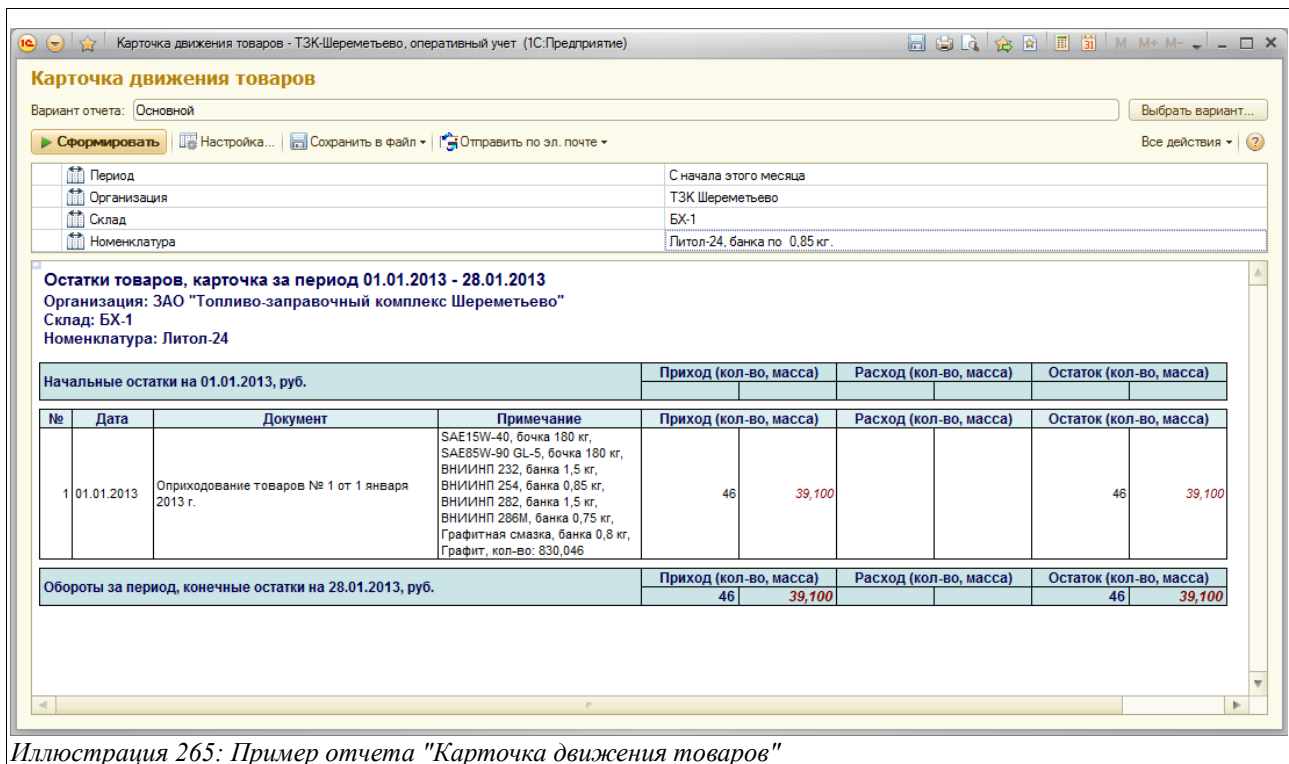 Карточка движения товаров - ТЗК-Шереметьево, оперативный учет (1С:Предприятие)
M M+ M-
Карточка движения товаров
Вариант отчета: Основной
Выбрать вариант...
Сформировать Настройка... Сохранить в файл Отправить по эл. почте Все действия
Период С начала этого месяца
Организация ТЗК Шереметьево
Склад БХ-1
Номенклатура Литол-24, банка по 0,85 кг.
Остатки товаров, карточка за период 01.01.2013 - 28.01.2013
Организация: ЗАО "Топливо-заправочный комплекс Шереметьево"
Склад: БХ-1
Номенклатура: Литол-24
Начальные остатки на 01.01.2013, руб. Приход (кол-во, масса) Расход (кол-во, масса) Остаток (кол-во, масса)
№ Дата Документ Примечание Приход (кол-во, масса) Расход (кол-во, масса) Остаток (кол-во, масса)
1 01.01.2013 Оприходование товаров № 1 от 1 января 2013 г.
SAE15W-40, бочка 180 кг,
SAE85W-90 GL-5, бочка 180 кг,
ВНИИНП 232, банка 1,5 кг,
ВНИИНП 254, банка 0,85 кг,
ВНИИНП 282, банка 1,5 кг,
ВНИИНП 286М, банка 0,75 кг,
Графитная смазка, банка 0,8 кг,
Графит, кол-во: 830,046
46 39,100 46 39,100
Обороты за период, конечные остатки на 28.01.2013, руб. Приход (кол-во, масса) Расход (кол-во, масса) Остаток (кол-во, масса)
46 39,100 46 39,100
Иллюстрация 265: Пример отчета "Карточка движения товаров"